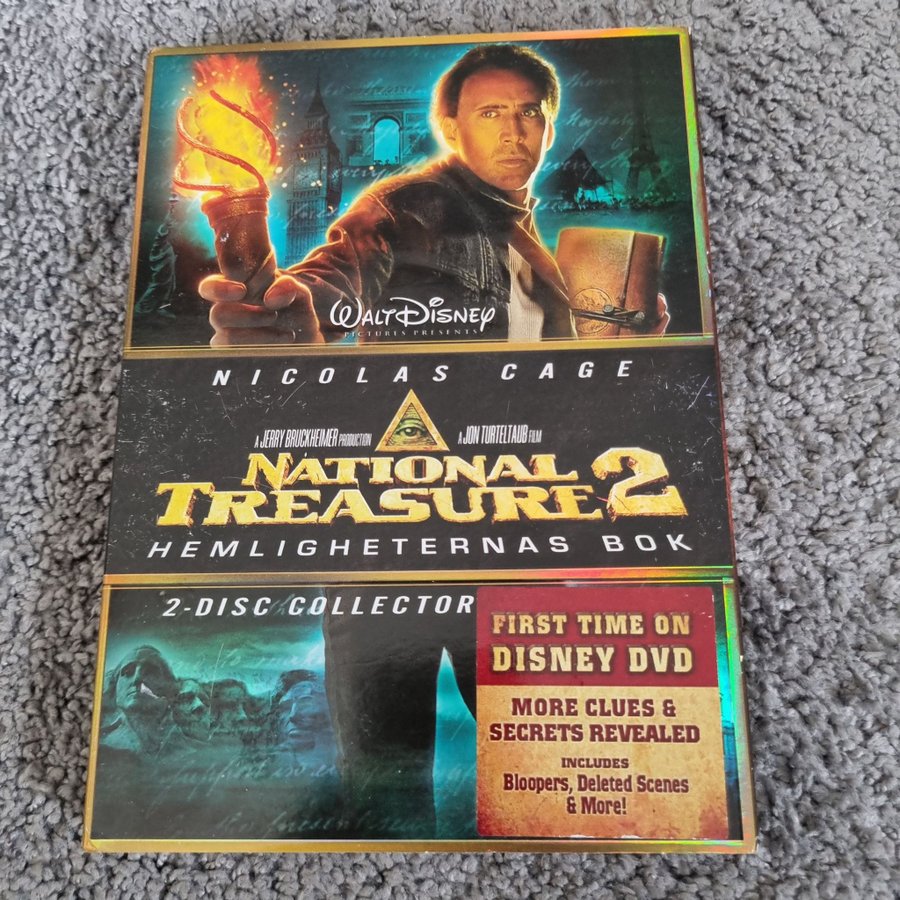 WALT DISNEY
PICTURES PRESENTS
NICOLAS CAGE
A JERRY BRUCKHEIMER PRODUCTION
A JON TURTELTAUB FILM
NATIONAL
TREASURE 2
HEMLIGHETERNAS BOK
2-DISC COLLECTOR
FIRST TIME ON
DISNEY DVD
MORE CLUES &
SECRETS REVEALED
INCLUDES
Bloopers, Deleted Scenes
& More!